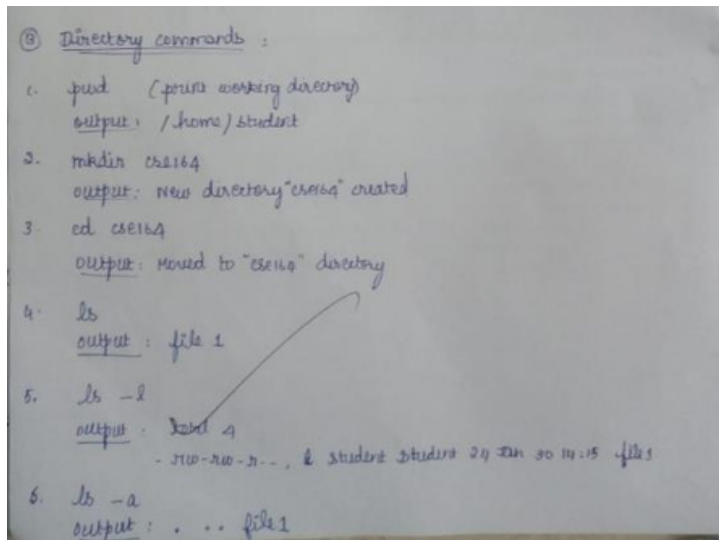 ③ Directory commands :
1. pwd (print working directory)
output: /home/student
2. mkdir cse164
output: New directory "cse164" created
3. cd cse164
output: Moved to "cse164" directory
4. ls
output : file 1
5. ls -l
output : total 4
- rw-rw-r--, student student 24 Jan 30 14:15 file1
6. ls -a
output : . .. file1